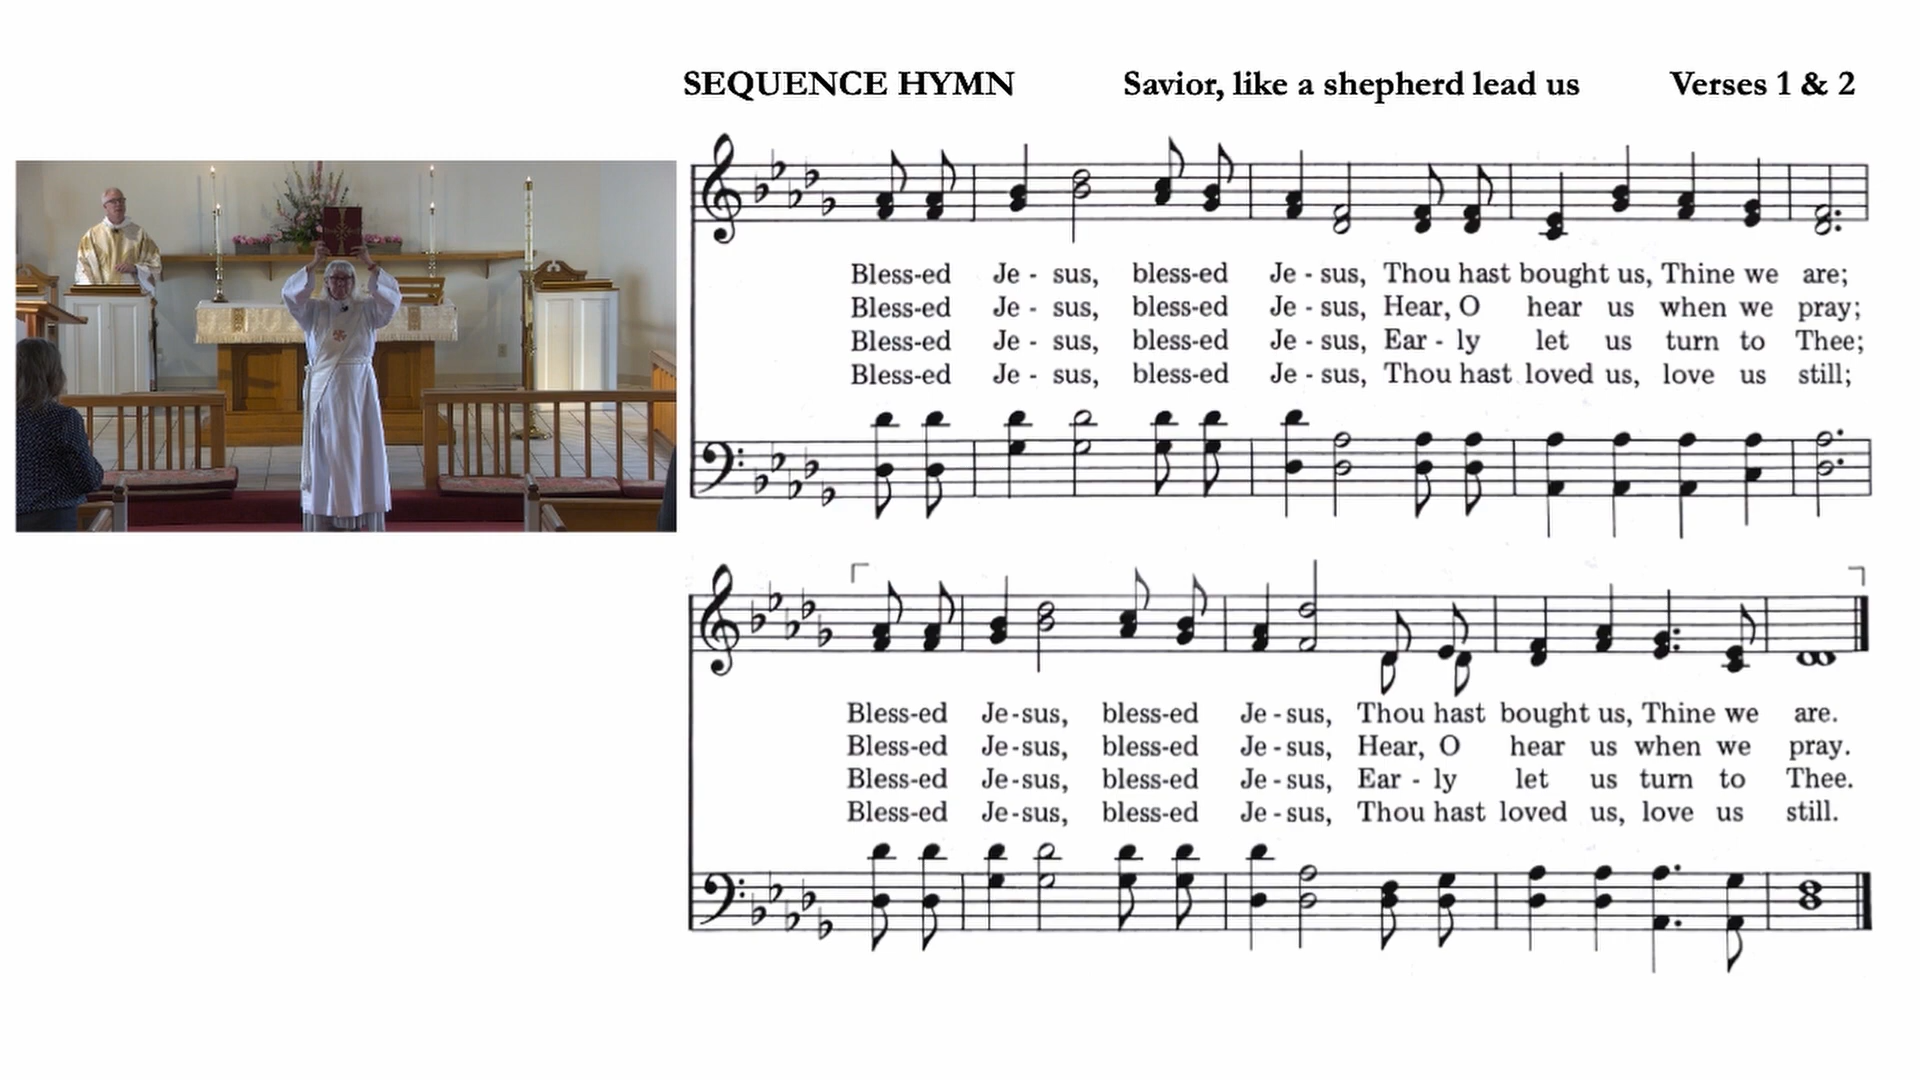 SEQUENCE HYMN Savior, like a shepherd lead us Verses 1 & 2
Bless-ed Je - sus, bless-ed Je - sus, Thou hast bought us, Thine we are;
Bless-ed Je - sus, bless-ed Je - sus, Hear, O hear us when we pray;
Bless-ed Je - sus, bless-ed Je - sus, Ear - ly let us turn to Thee;
Bless-ed Je - sus, bless-ed Je - sus, Thou hast loved us, love us still;
Bless-ed Je-sus, bless-ed Je-sus, Thou hast bought us, Thine we are.
Bless-ed Je-sus, bless-ed Je-sus, Hear, O hear us when we pray.
Bless-ed Je-sus, bless-ed Je-sus, Ear - ly let us turn to Thee.
Bless-ed Je-sus, bless-ed Je-sus, Thou hast loved us, love us still.